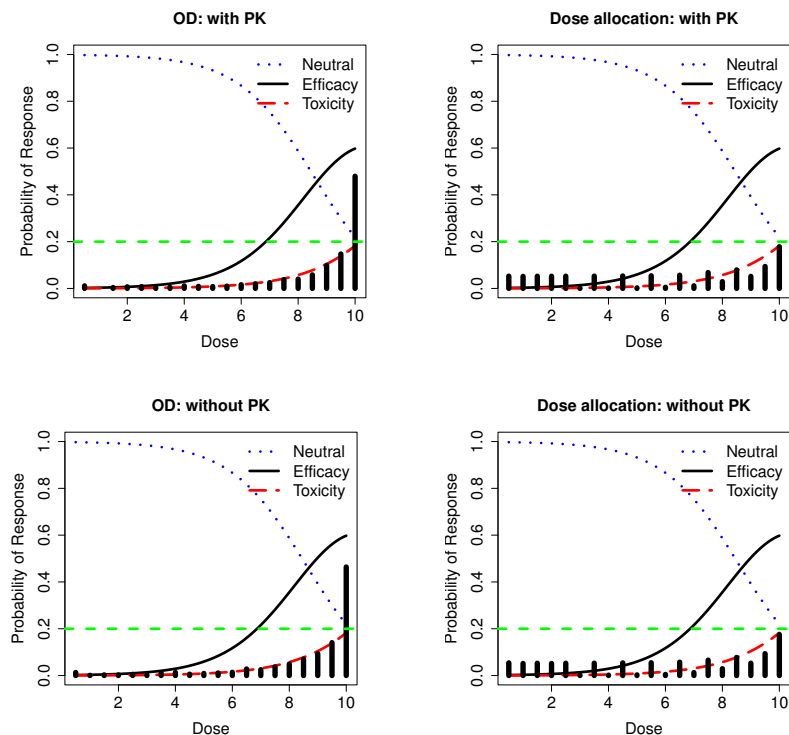 OD: with PK
Probability of Response
0.0 0.2 0.4 0.6 0.8 1.0
Neutral
Efficacy
Toxicity
2 4 6 8 10
Dose
Dose allocation: with PK
Probability of Response
0.0 0.2 0.4 0.6 0.8 1.0
Neutral
Efficacy
Toxicity
2 4 6 8 10
Dose
OD: without PK
Probability of Response
0.0 0.2 0.4 0.6 0.8 1.0
Neutral
Efficacy
Toxicity
2 4 6 8 10
Dose
Dose allocation: without PK
Probability of Response
0.0 0.2 0.4 0.6 0.8 1.0
Neutral
Efficacy
Toxicity
2 4 6 8 10
Dose